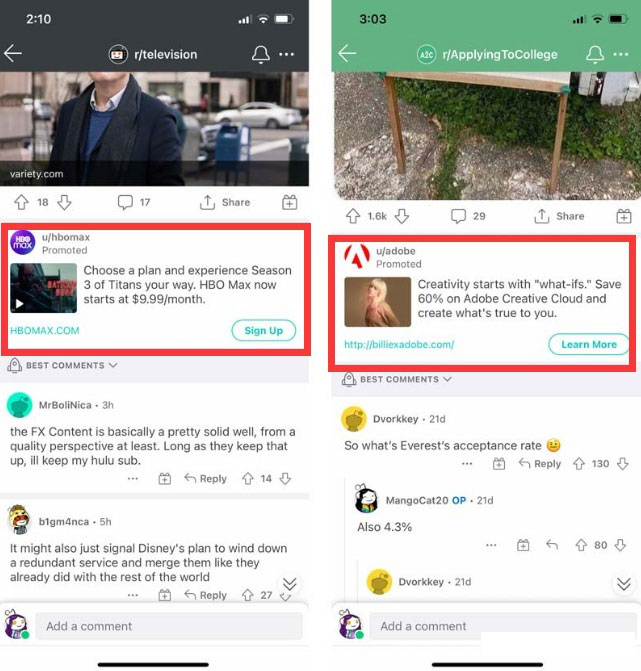 2:10
r/television
variety.com
18
17
Share
HBO
max
u/hbomax
Promoted
Choose a plan and experience Season
3 of Titans your way. HBO Max now
starts at $9.99/month.
HBOMAX.COM
Sign Up
BEST COMMENTS
MrBoliNica • 3h
the FX Content is basically a pretty solid well, from a
quality perspective at least. Long as they keep that
up, ill keep my hulu sub.
Reply
14
b1gm4nca • 5h
It might also just signal Disney's plan to wind down
a redundant service and merge them like they
already did with the rest of the world
Reply
27
Add a comment
3:03
A2C
r/ApplyingToCollege
1.6k
29
Share
u/adobe
Promoted
Creativity starts with "what-ifs." Save
60% on Adobe Creative Cloud and
create what's true to you.
http://billiexadobe.com/
Learn More
BEST COMMENTS
Dvorkkey • 21d
So what's Everest's acceptance rate 😐
Reply
130
MangoCat20 OP • 21d
Also 4.3%
80
Dvorkkey • 21d
Add a comment